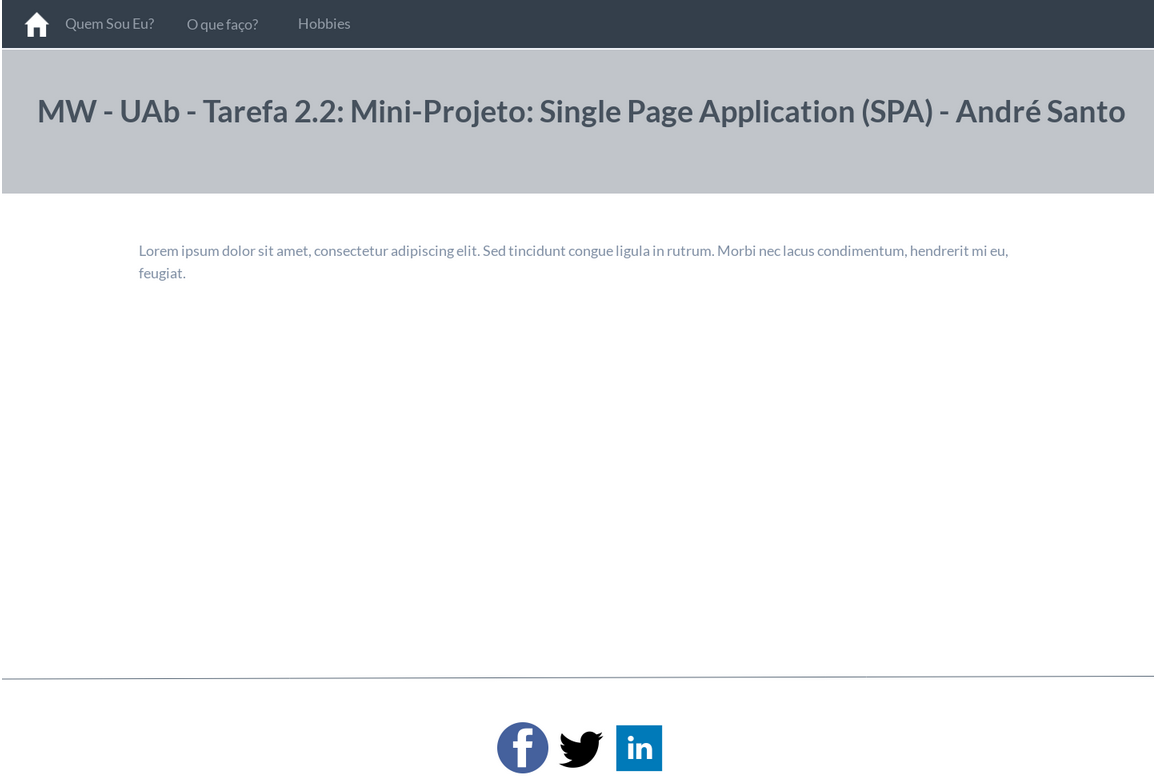 Quem Sou Eu? O que faço? Hobbies
MW - UAb - Tarefa 2.2: Mini-Projeto: Single Page Application (SPA) - André Santo
Lorem ipsum dolor sit amet, consectetur adipiscing elit. Sed tincidunt congue ligula in rutrum. Morbi nec lacus condimentum, hendrerit mi eu,
feugiat.
f in